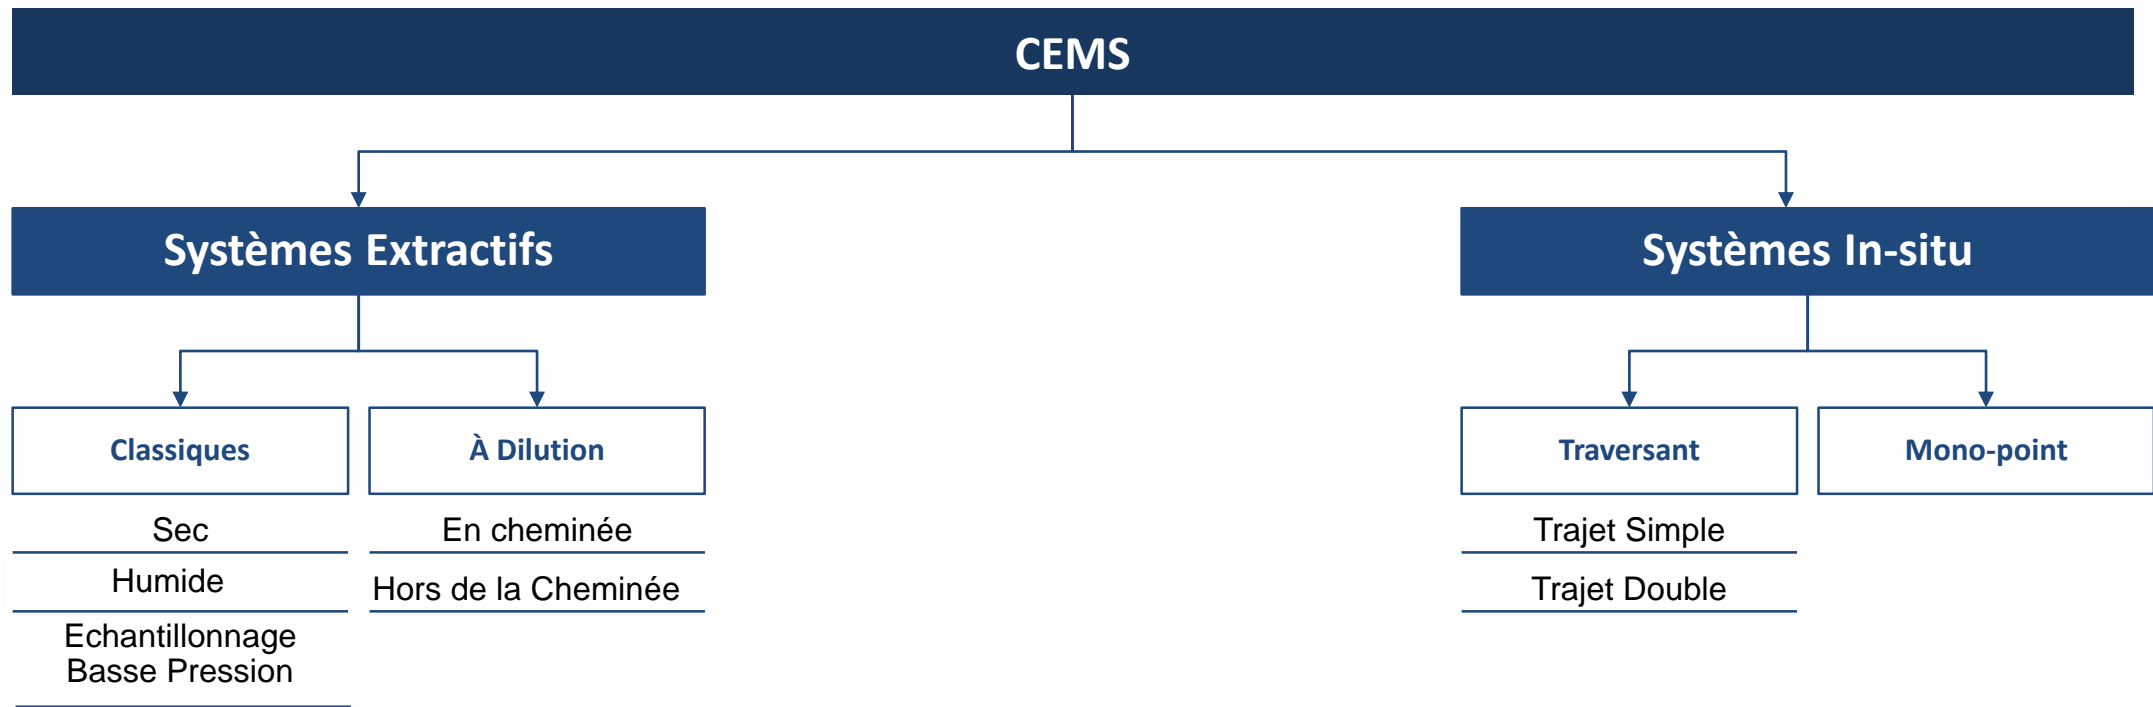 CEMS
Systèmes Extractifs
Systèmes In-situ
Classiques
À Dilution
Traversant
Mono-point
Sec
Humide
Echantillonnage
Basse Pression
En cheminée
Hors de la Cheminée
Trajet Simple
Trajet Double